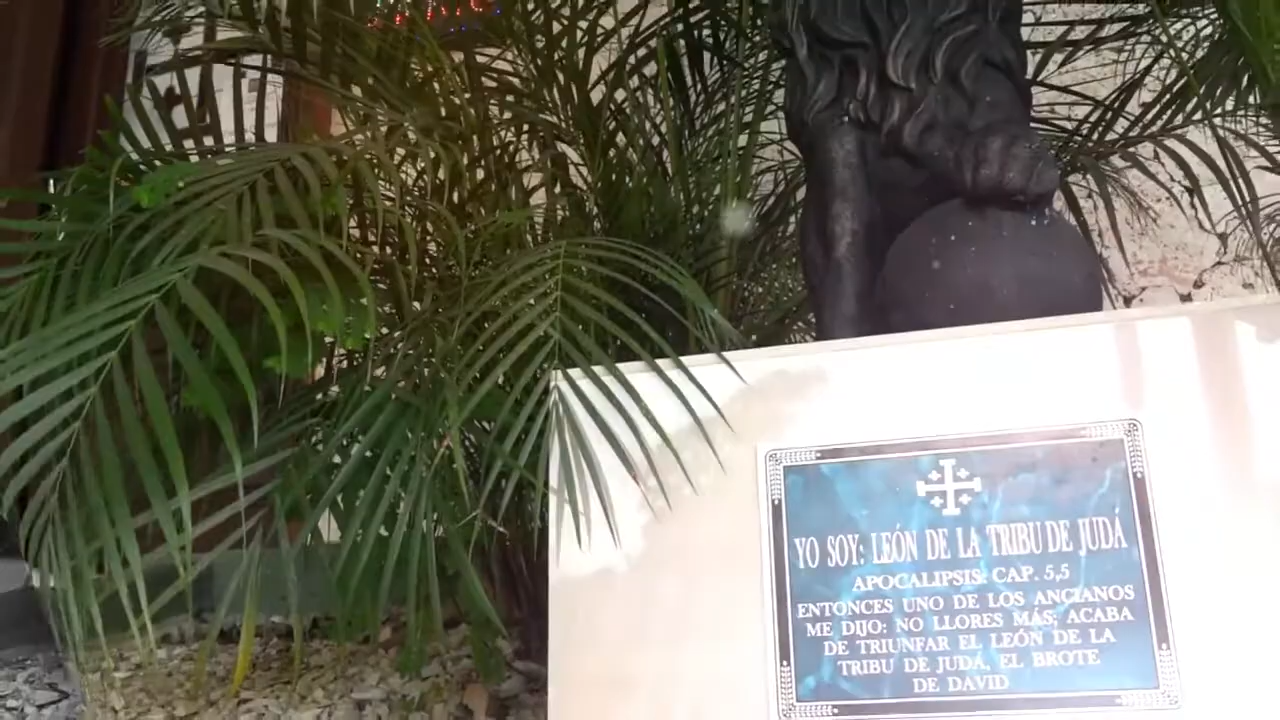 YO SOY: LEÓN DE LA TRIBU DE JUDÁ
APOCALIPSIS. CAP. 5,5
ENTONCES UNO DE LOS ANCIANOS
ME DIJO: NO LLORES MÁS; ACABA
DE TRIUNFAR EL LEÓN DE LA
TRIBU DE JUDÁ, EL BROTE
DE DAVID